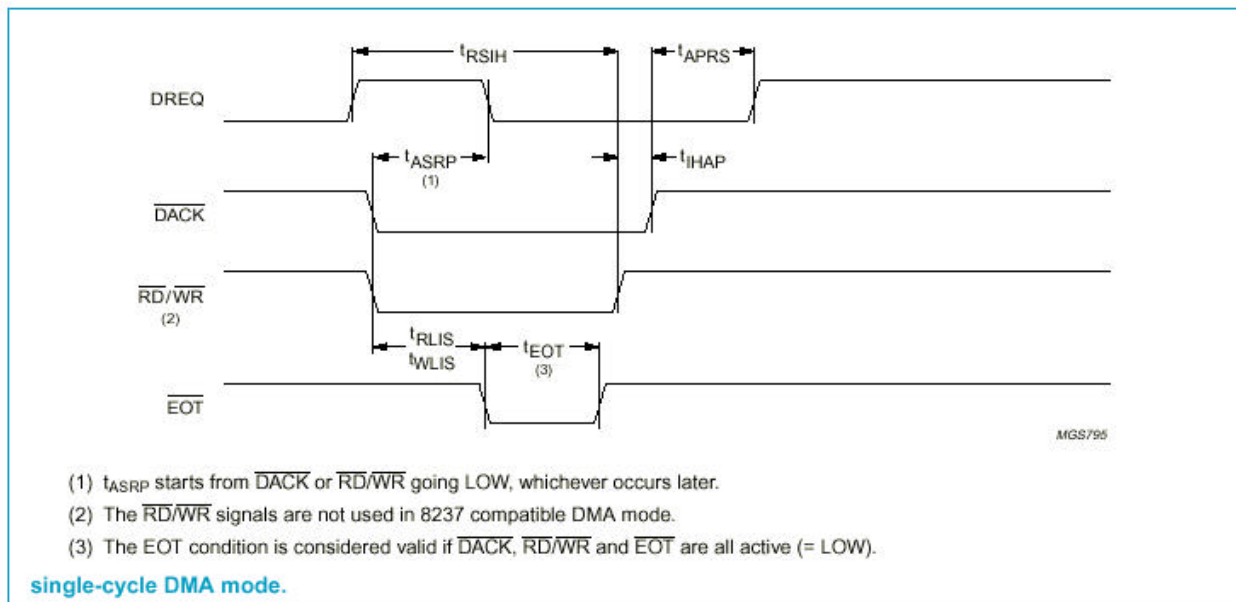 tRSIH
tAPRS
DREQ
tASRP
(1)
tIHAP
DACK
RD/WR
(2)
tRLIS
tWLIS
tEOT
(3)
EOT
MGS795
(1) tASRP starts from DACK or RD/WR going LOW, whichever occurs later.
(2) The RD/WR signals are not used in 8237 compatible DMA mode.
(3) The EOT condition is considered valid if DACK, RD/WR and EOT are all active (= LOW).
single-cycle DMA mode.